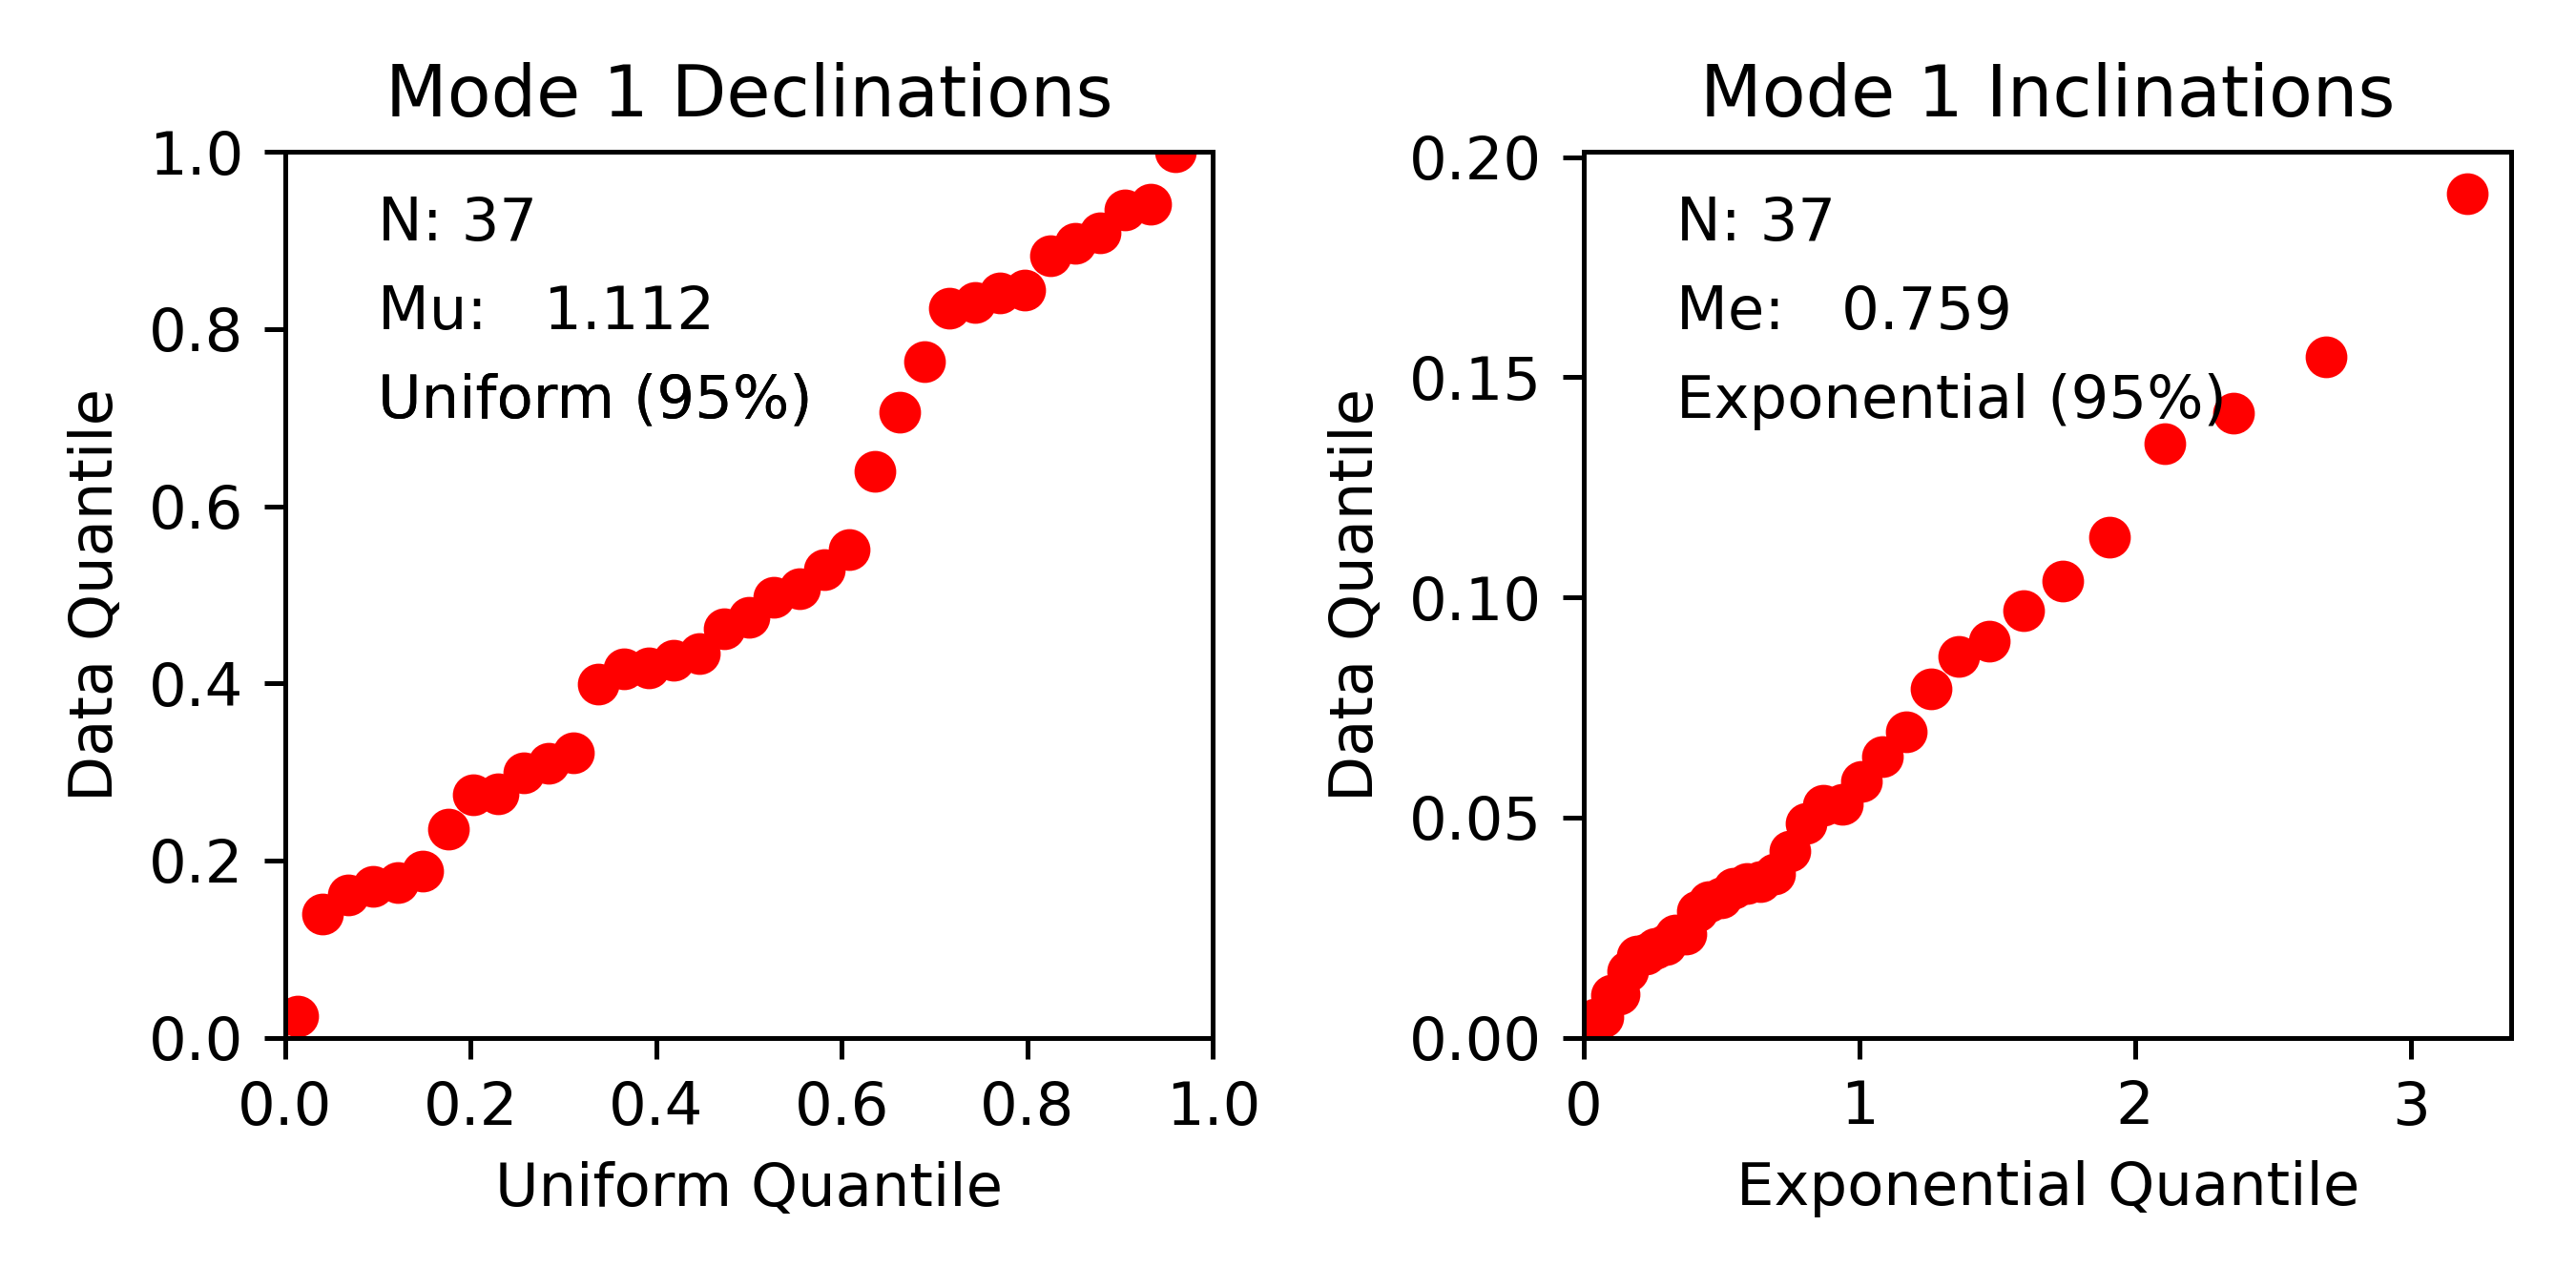 Mode 1 Declinations
1.0
0.8
0.6
0.4
0.2
0.0
Data Quantile
N: 37
Mu: 1.112
Uniform (95%)
0.0 0.2 0.4 0.6 0.8 1.0
Uniform Quantile
Mode 1 Inclinations
0.20
0.15
0.10
0.05
0.00
Data Quantile
N: 37
Me: 0.759
Exponential (95%)
0 1 2 3
Exponential Quantile